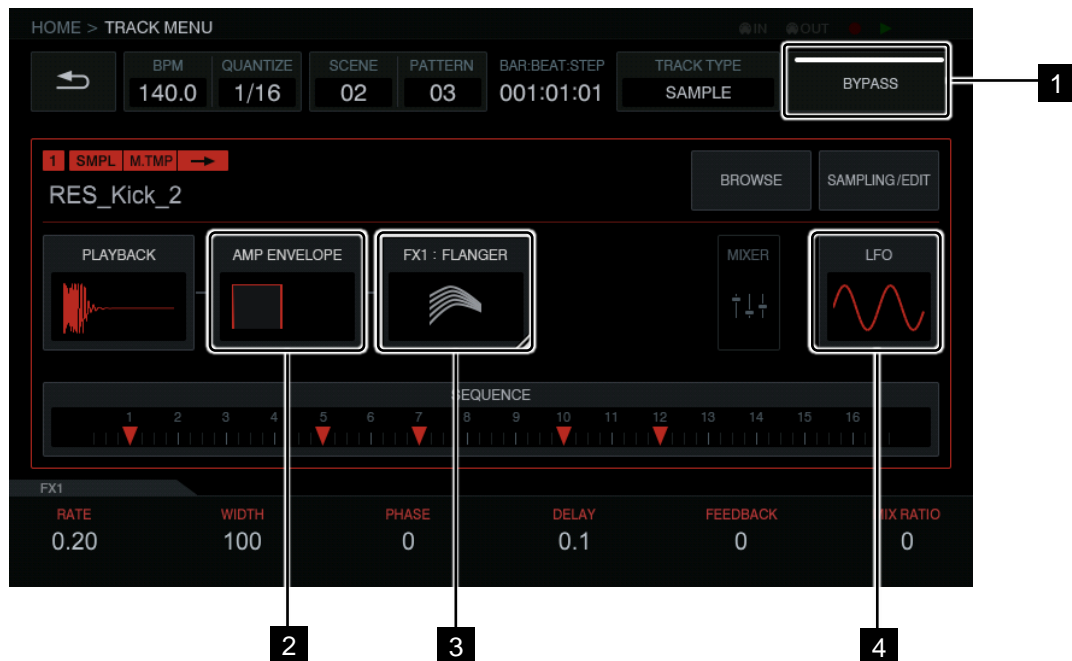 HOME > TRACK MENU
IN OUT
BPM QUANTIZE SCENE PATTERN BAR:BEAT:STEP TRACK TYPE
140.0 1/16 02 03 001:01:01 SAMPLE BYPASS
1
1 SMPL M.TMP
RES_Kick_2
BROWSE SAMPLING/EDIT
PLAYBACK AMP ENVELOPE FX1 : FLANGER MIXER LFO
SEQUENCE
1 2 3 4 5 6 7 8 9 10 11 12 13 14 15 16
FX1
RATE WIDTH PHASE DELAY FEEDBACK MIX RATIO
0.20 100 0 0.1 0 0
2 3 4